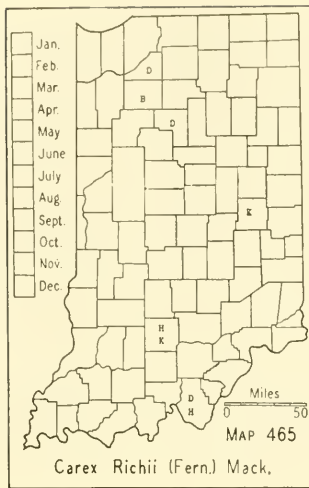 Jan.
Feb.
Mar.
Apr.
May
June
July
Aug.
Sept.
Oct.
Nov.
Dec.
D
B
D
K
H
K
D
H
Miles
0 50
MAP 465
Carex Richii (Fern.) Mack.